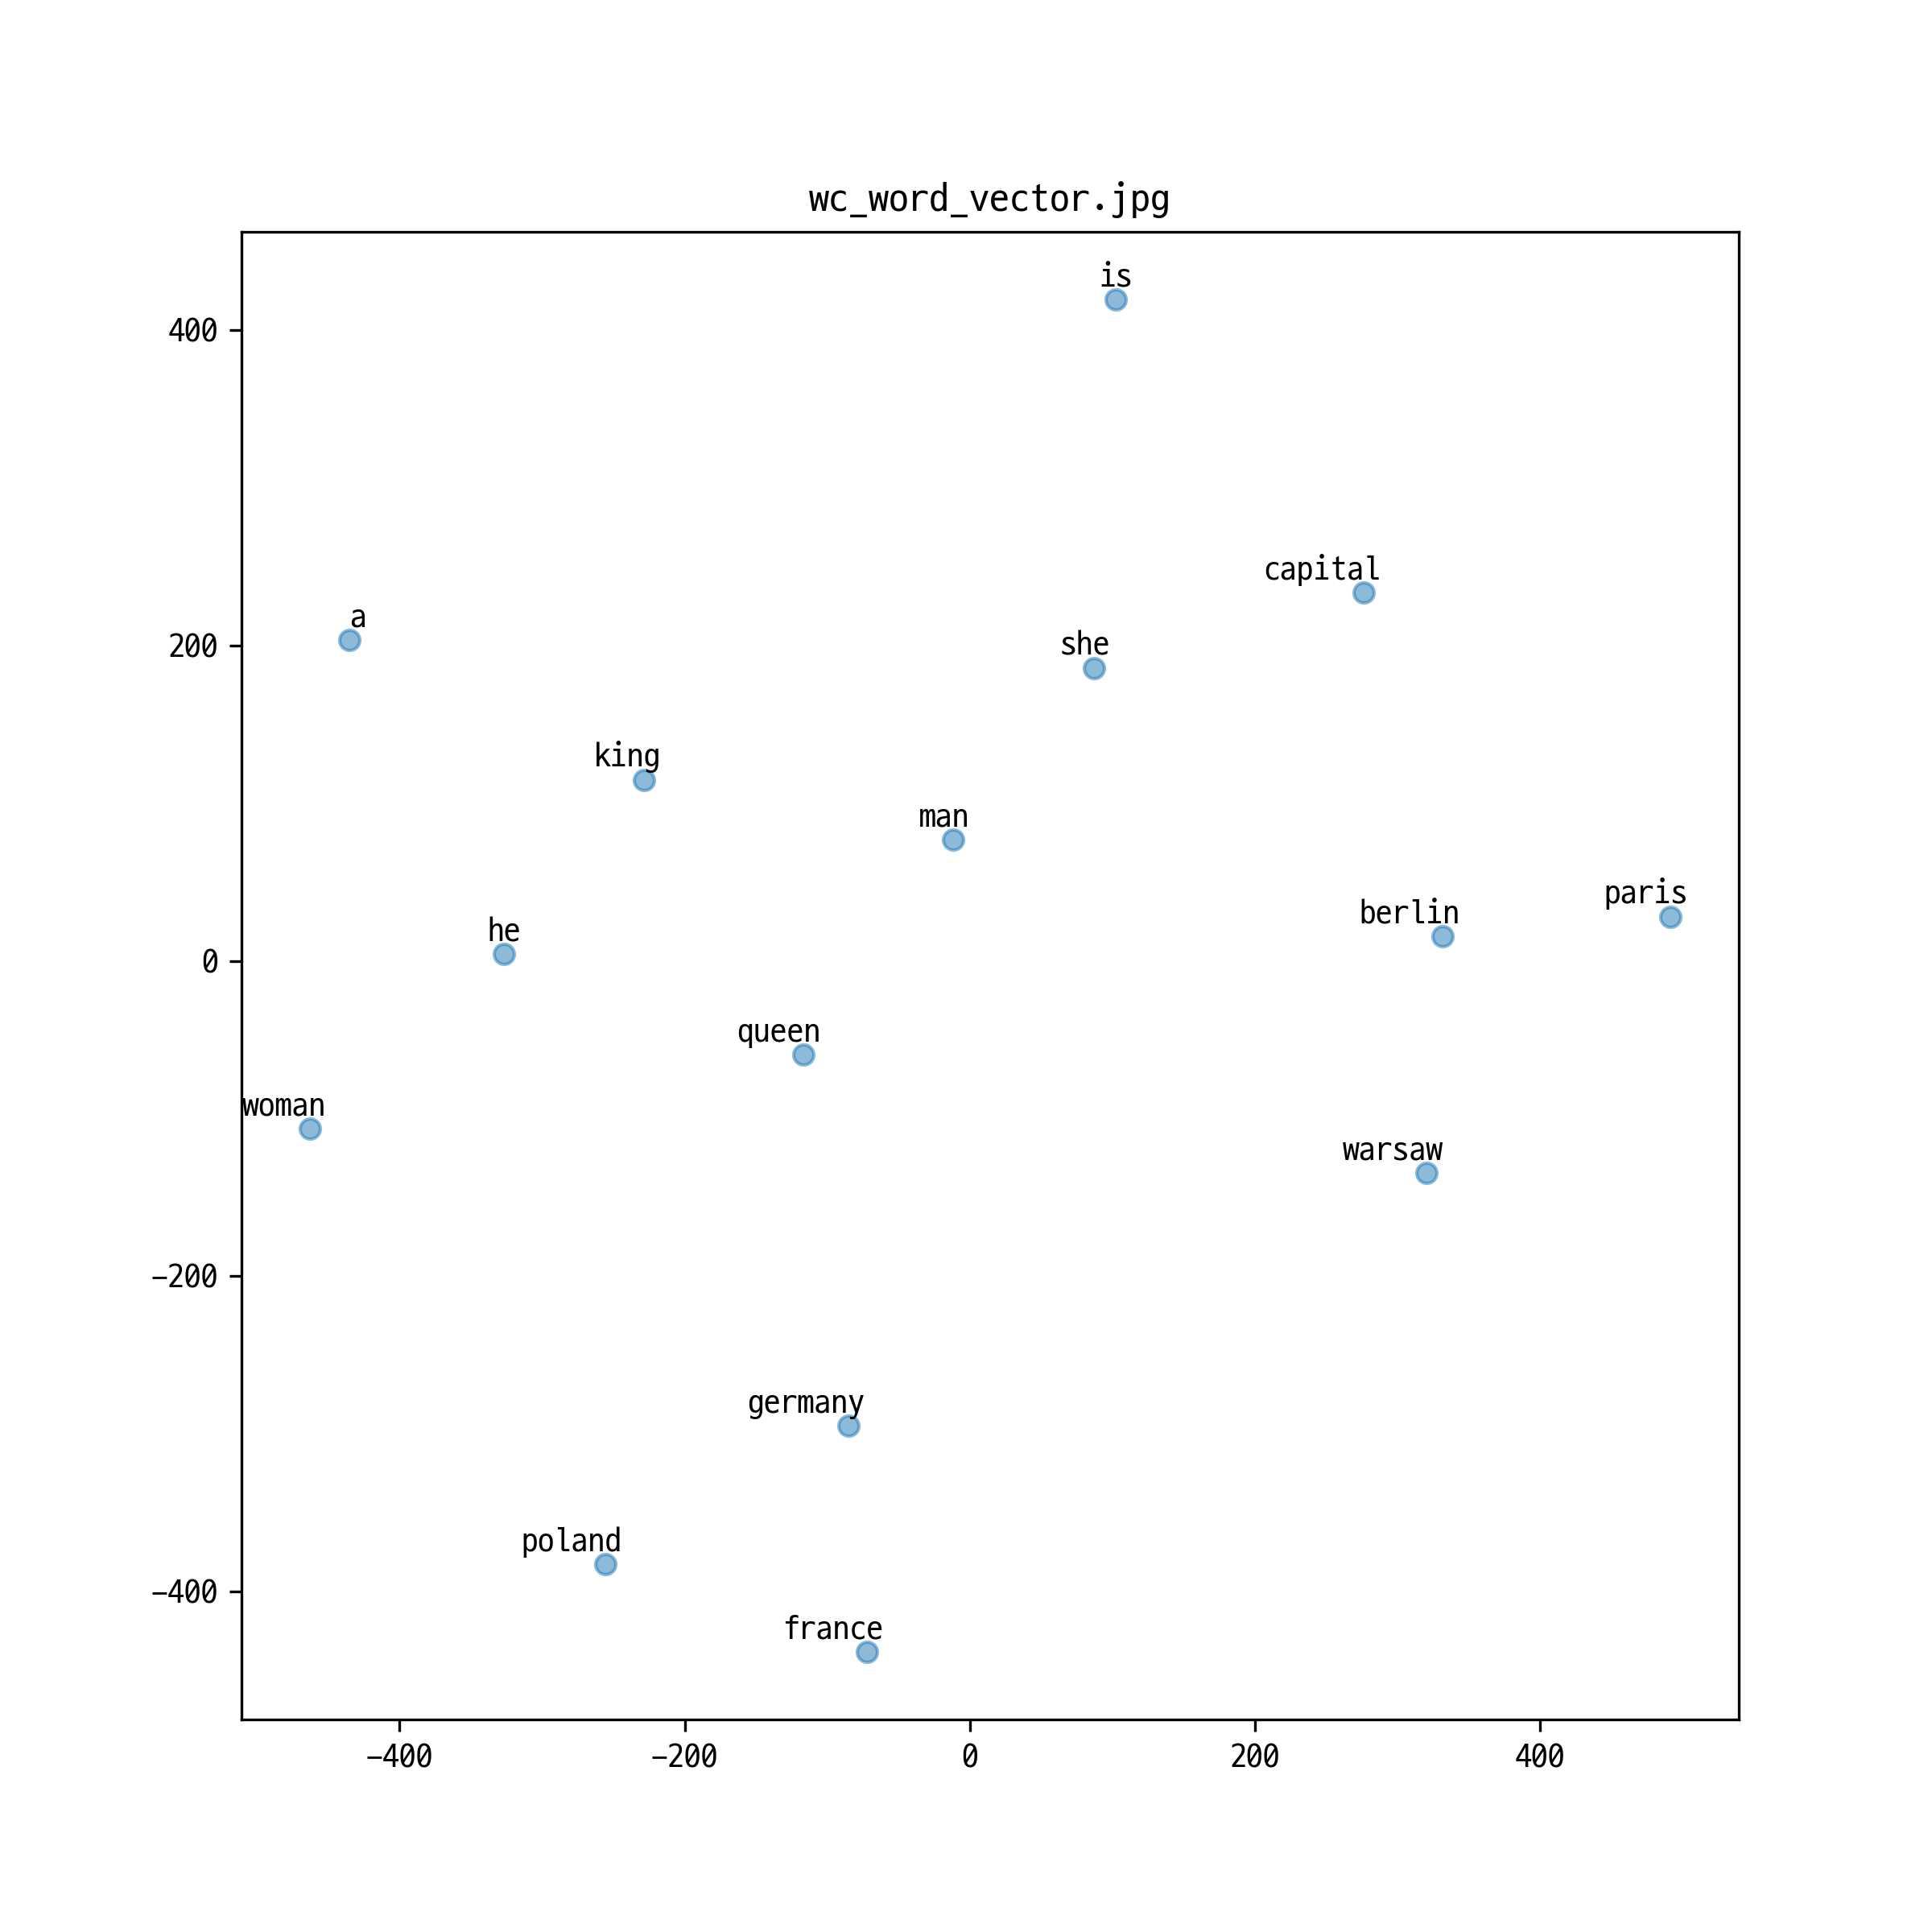 wc_word_vector.jpg
is
400
capital
a
she
200
king
man
paris
berlin
he
0
queen
woman
warsaw
−200
germany
poland
−400
france
−400
−200
0
200
400